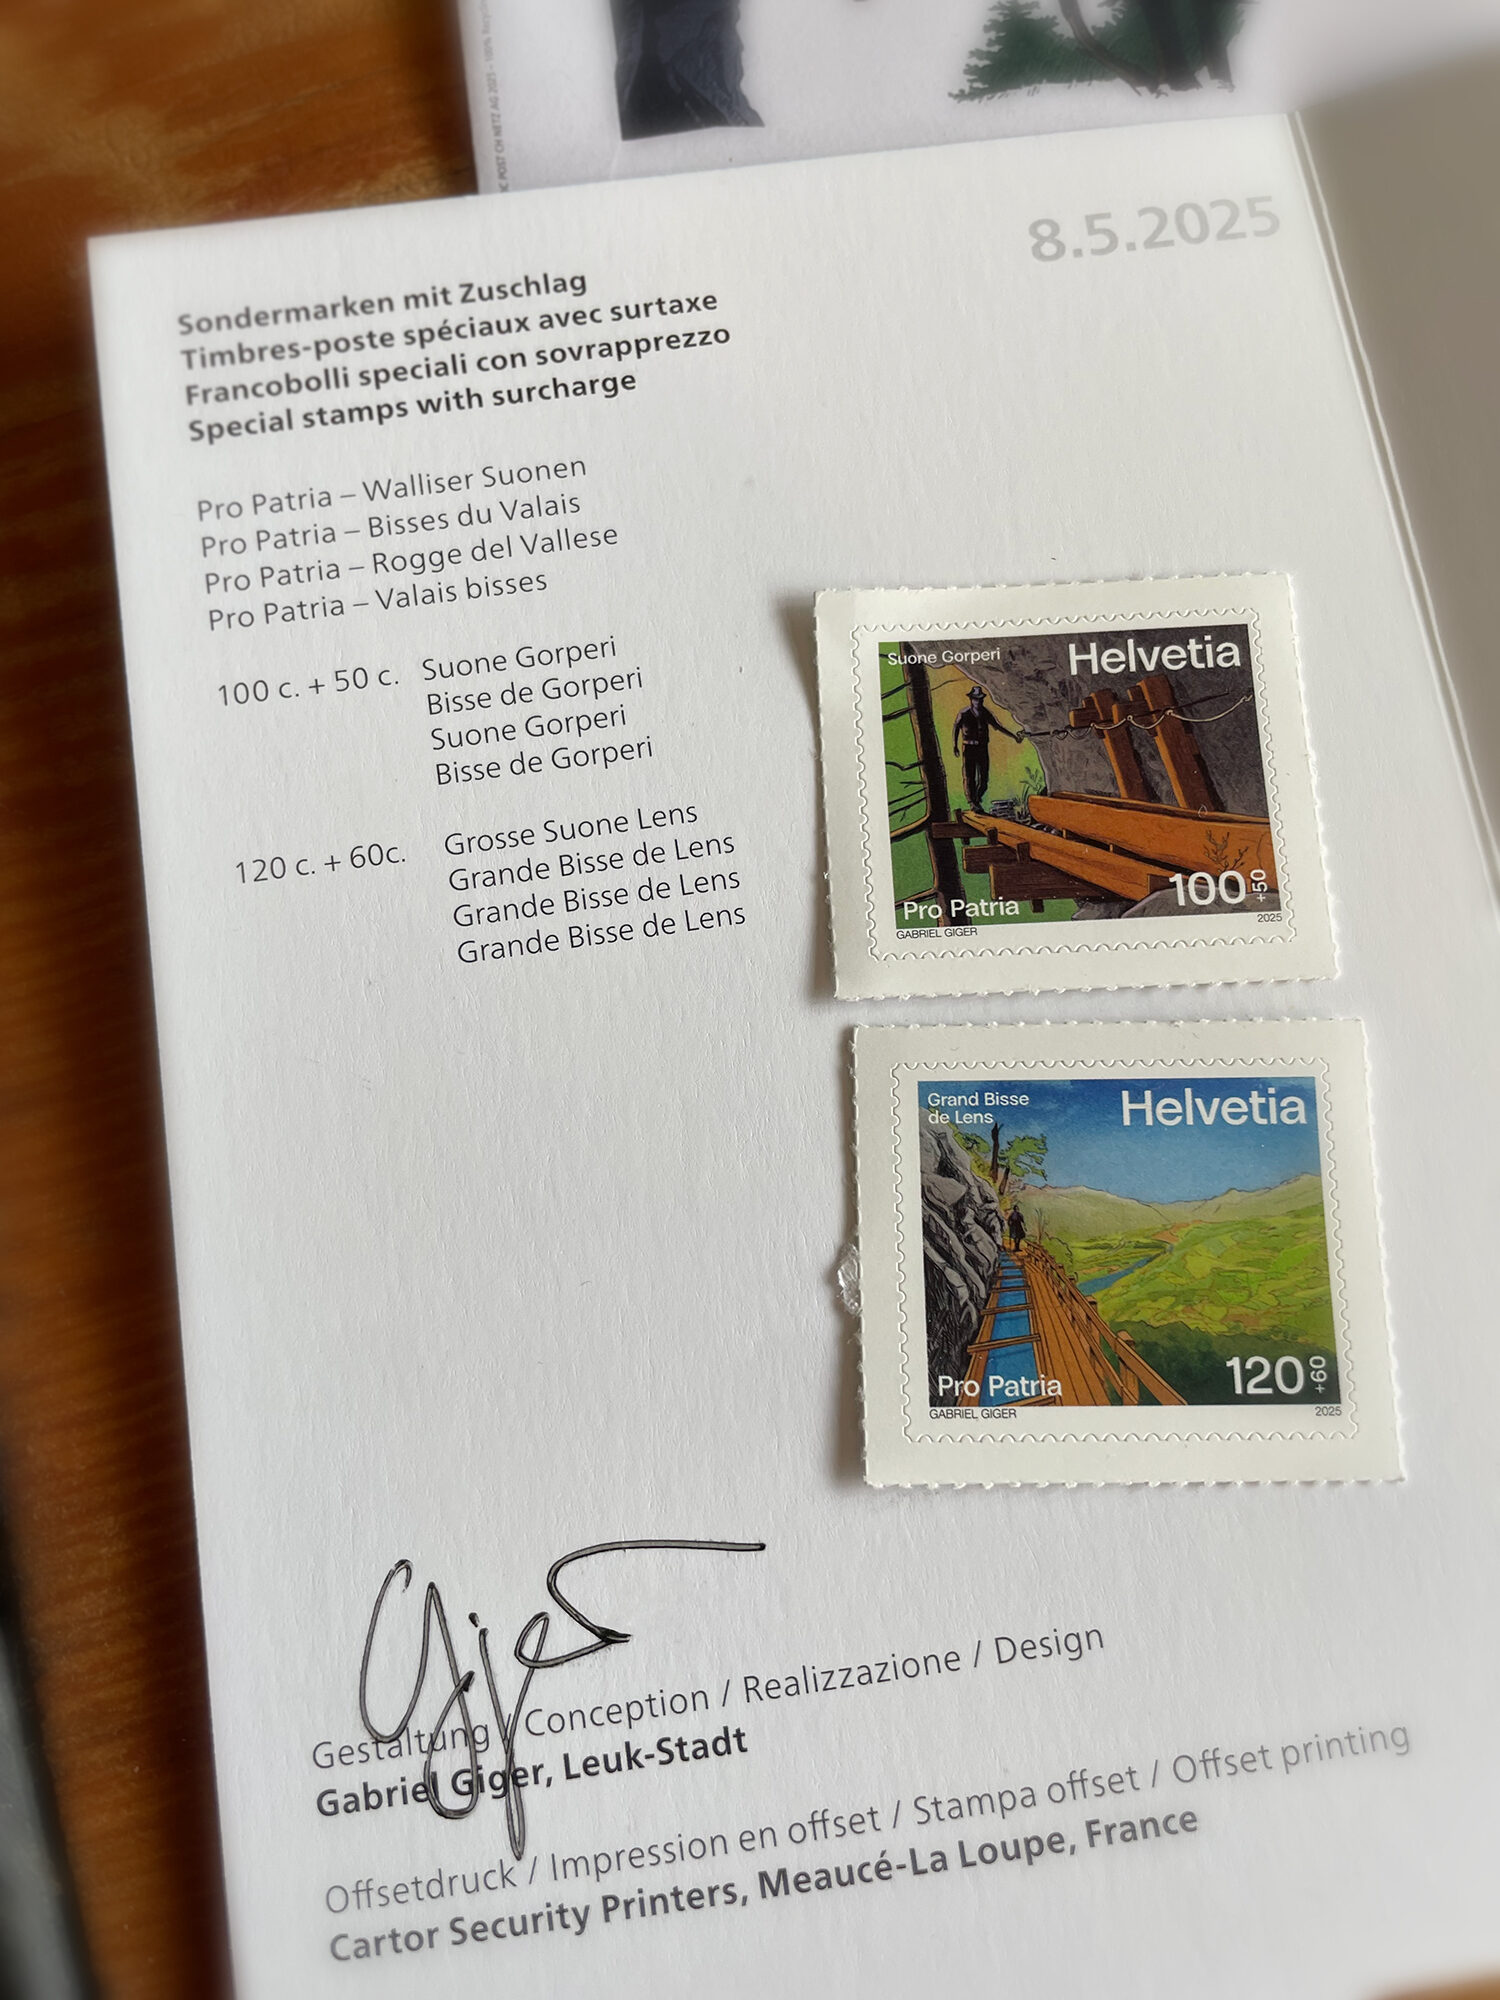 8.5.2025
Sondermarken mit Zuschlag
Timbres-poste spéciaux avec surtaxe
Francobolli speciali con sovrapprezzo
Special stamps with surcharge
Pro Patria – Walliser Suonen
Pro Patria – Bisses du Valais
Pro Patria – Rogge del Vallese
Pro Patria – Valais bisses
100 c. + 50 c. Suone Gorperi
Bisse de Gorperi
Suone Gorperi
Bisse de Gorperi
120 c. + 60c. Grosse Suone Lens
Grande Bisse de Lens
Grande Bisse de Lens
Grande Bisse de Lens
Suone Gorperi
Helvetia
Pro Patria
100 +50
GABRIEL GIGER 2025
Grand Bisse
de Lens
Helvetia
Pro Patria
120 +60
GABRIEL GIGER 2025
Gestaltung / Conception / Realizzazione / Design
Gabriel Giger, Leuk-Stadt
Offsetdruck / Impression en offset / Stampa offset / Offset printing
Cartor Security Printers, Meaucé-La Loupe, France